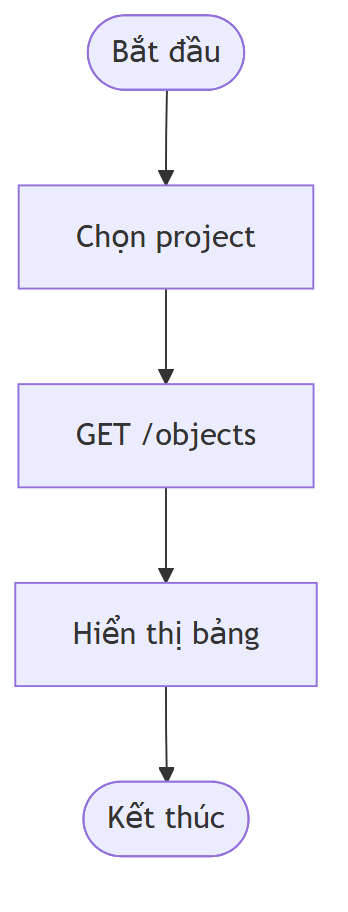 Bắt đầu
Chọn project
GET /objects
Hiển thị bảng
Kết thúc